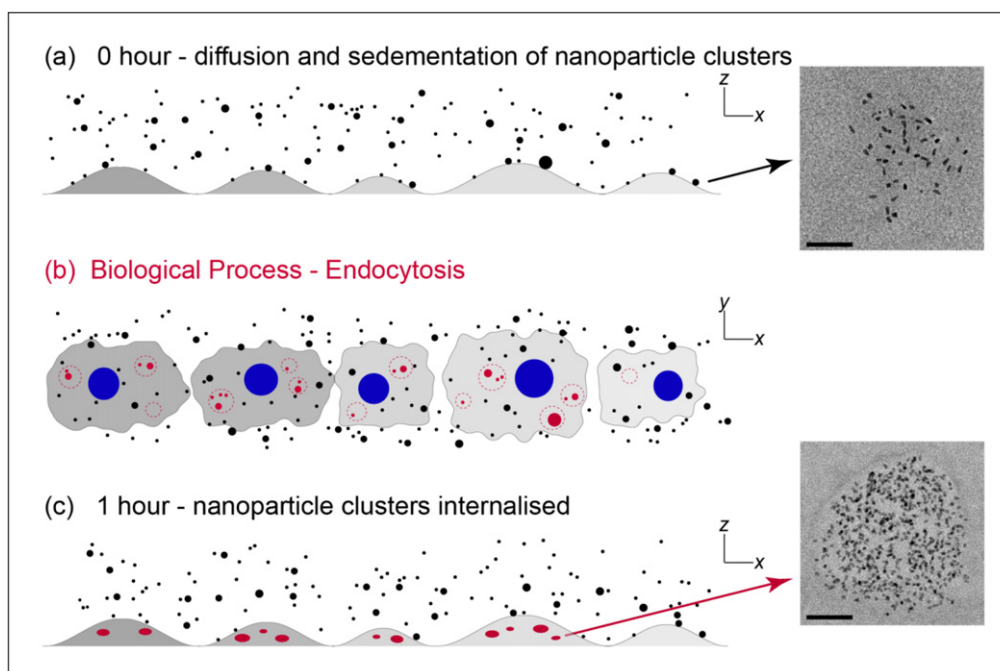 (a) 0 hour - diffusion and sedementation of nanoparticle clusters
z
x
(b) Biological Process - Endocytosis
y
x
(c) 1 hour - nanoparticle clusters internalised
z
x